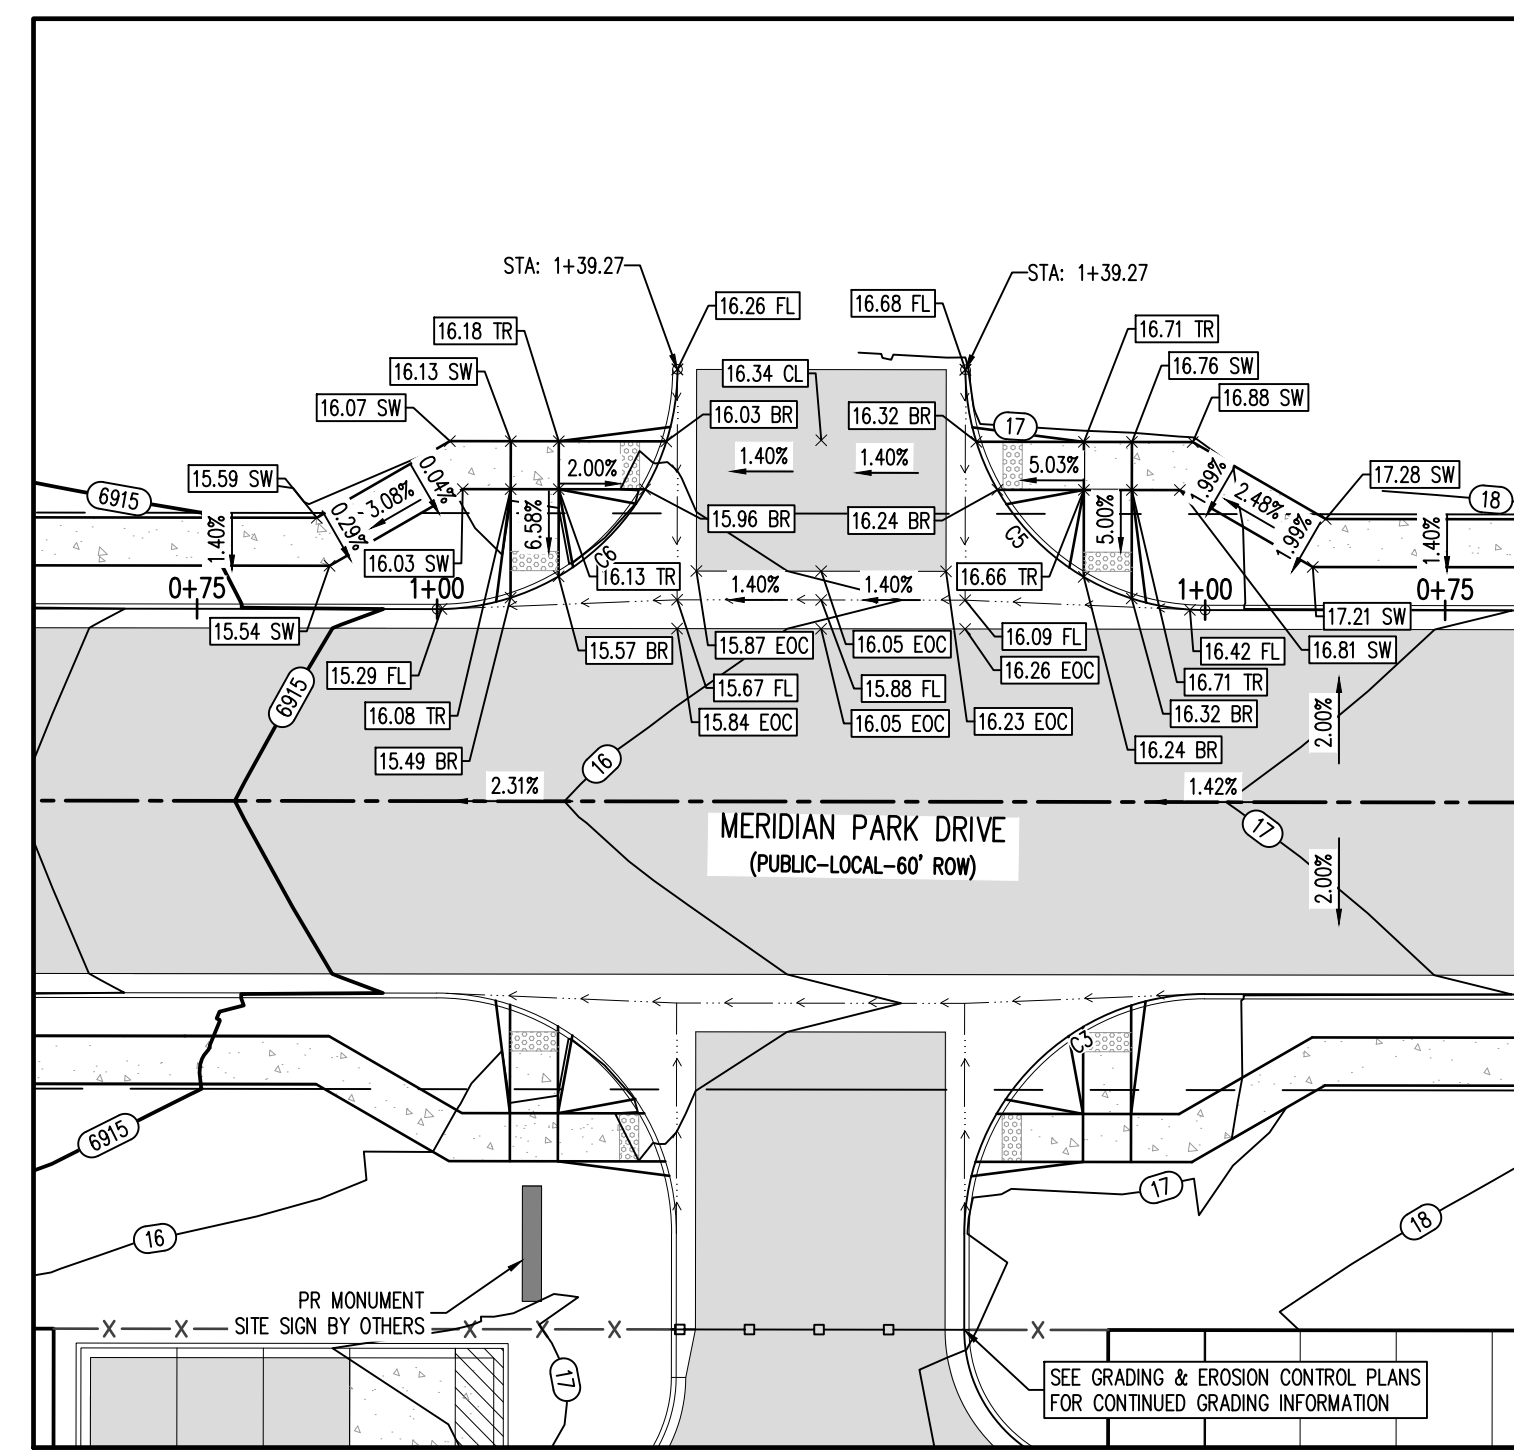 STA: 1+39.27
STA: 1+39.27
16.26 FL
16.68 FL
16.18 TR
16.71 TR
16.13 SW
16.34 CL
16.76 SW
16.07 SW
16.03 BR
16.32 BR
17
16.88 SW
15.59 SW
0.04%
2.00%
1.40%
1.40%
5.03%
1.99%
17.28 SW
6915
3.08%
2.48%
18
0.29%
1.40%
6.58%
15.96 BR
16.24 BR
5.00%
1.99%
1.40%
16.03 SW
C6
C5
16.13 TR
16.66 TR
0+75
1+00
1.40%
1.40%
1+00
0+75
15.54 SW
17.21 SW
15.57 BR
15.87 EOC
16.05 EOC
16.09 FL
16.42 FL
16.81 SW
15.29 FL
16.26 EOC
6915
15.67 FL
15.88 FL
16.71 TR
16.08 TR
15.84 EOC
16.05 EOC
16.23 EOC
16.32 BR
2.00%
15.49 BR
16
16.24 BR
2.31%
1.42%
MERIDIAN PARK DRIVE
17
(PUBLIC-LOCAL-60' ROW)
2.00%
C3
6915
17
16
18
PR MONUMENT
SITE SIGN BY OTHERS
X X X X X X
17
SEE GRADING & EROSION CONTROL PLANS
FOR CONTINUED GRADING INFORMATION